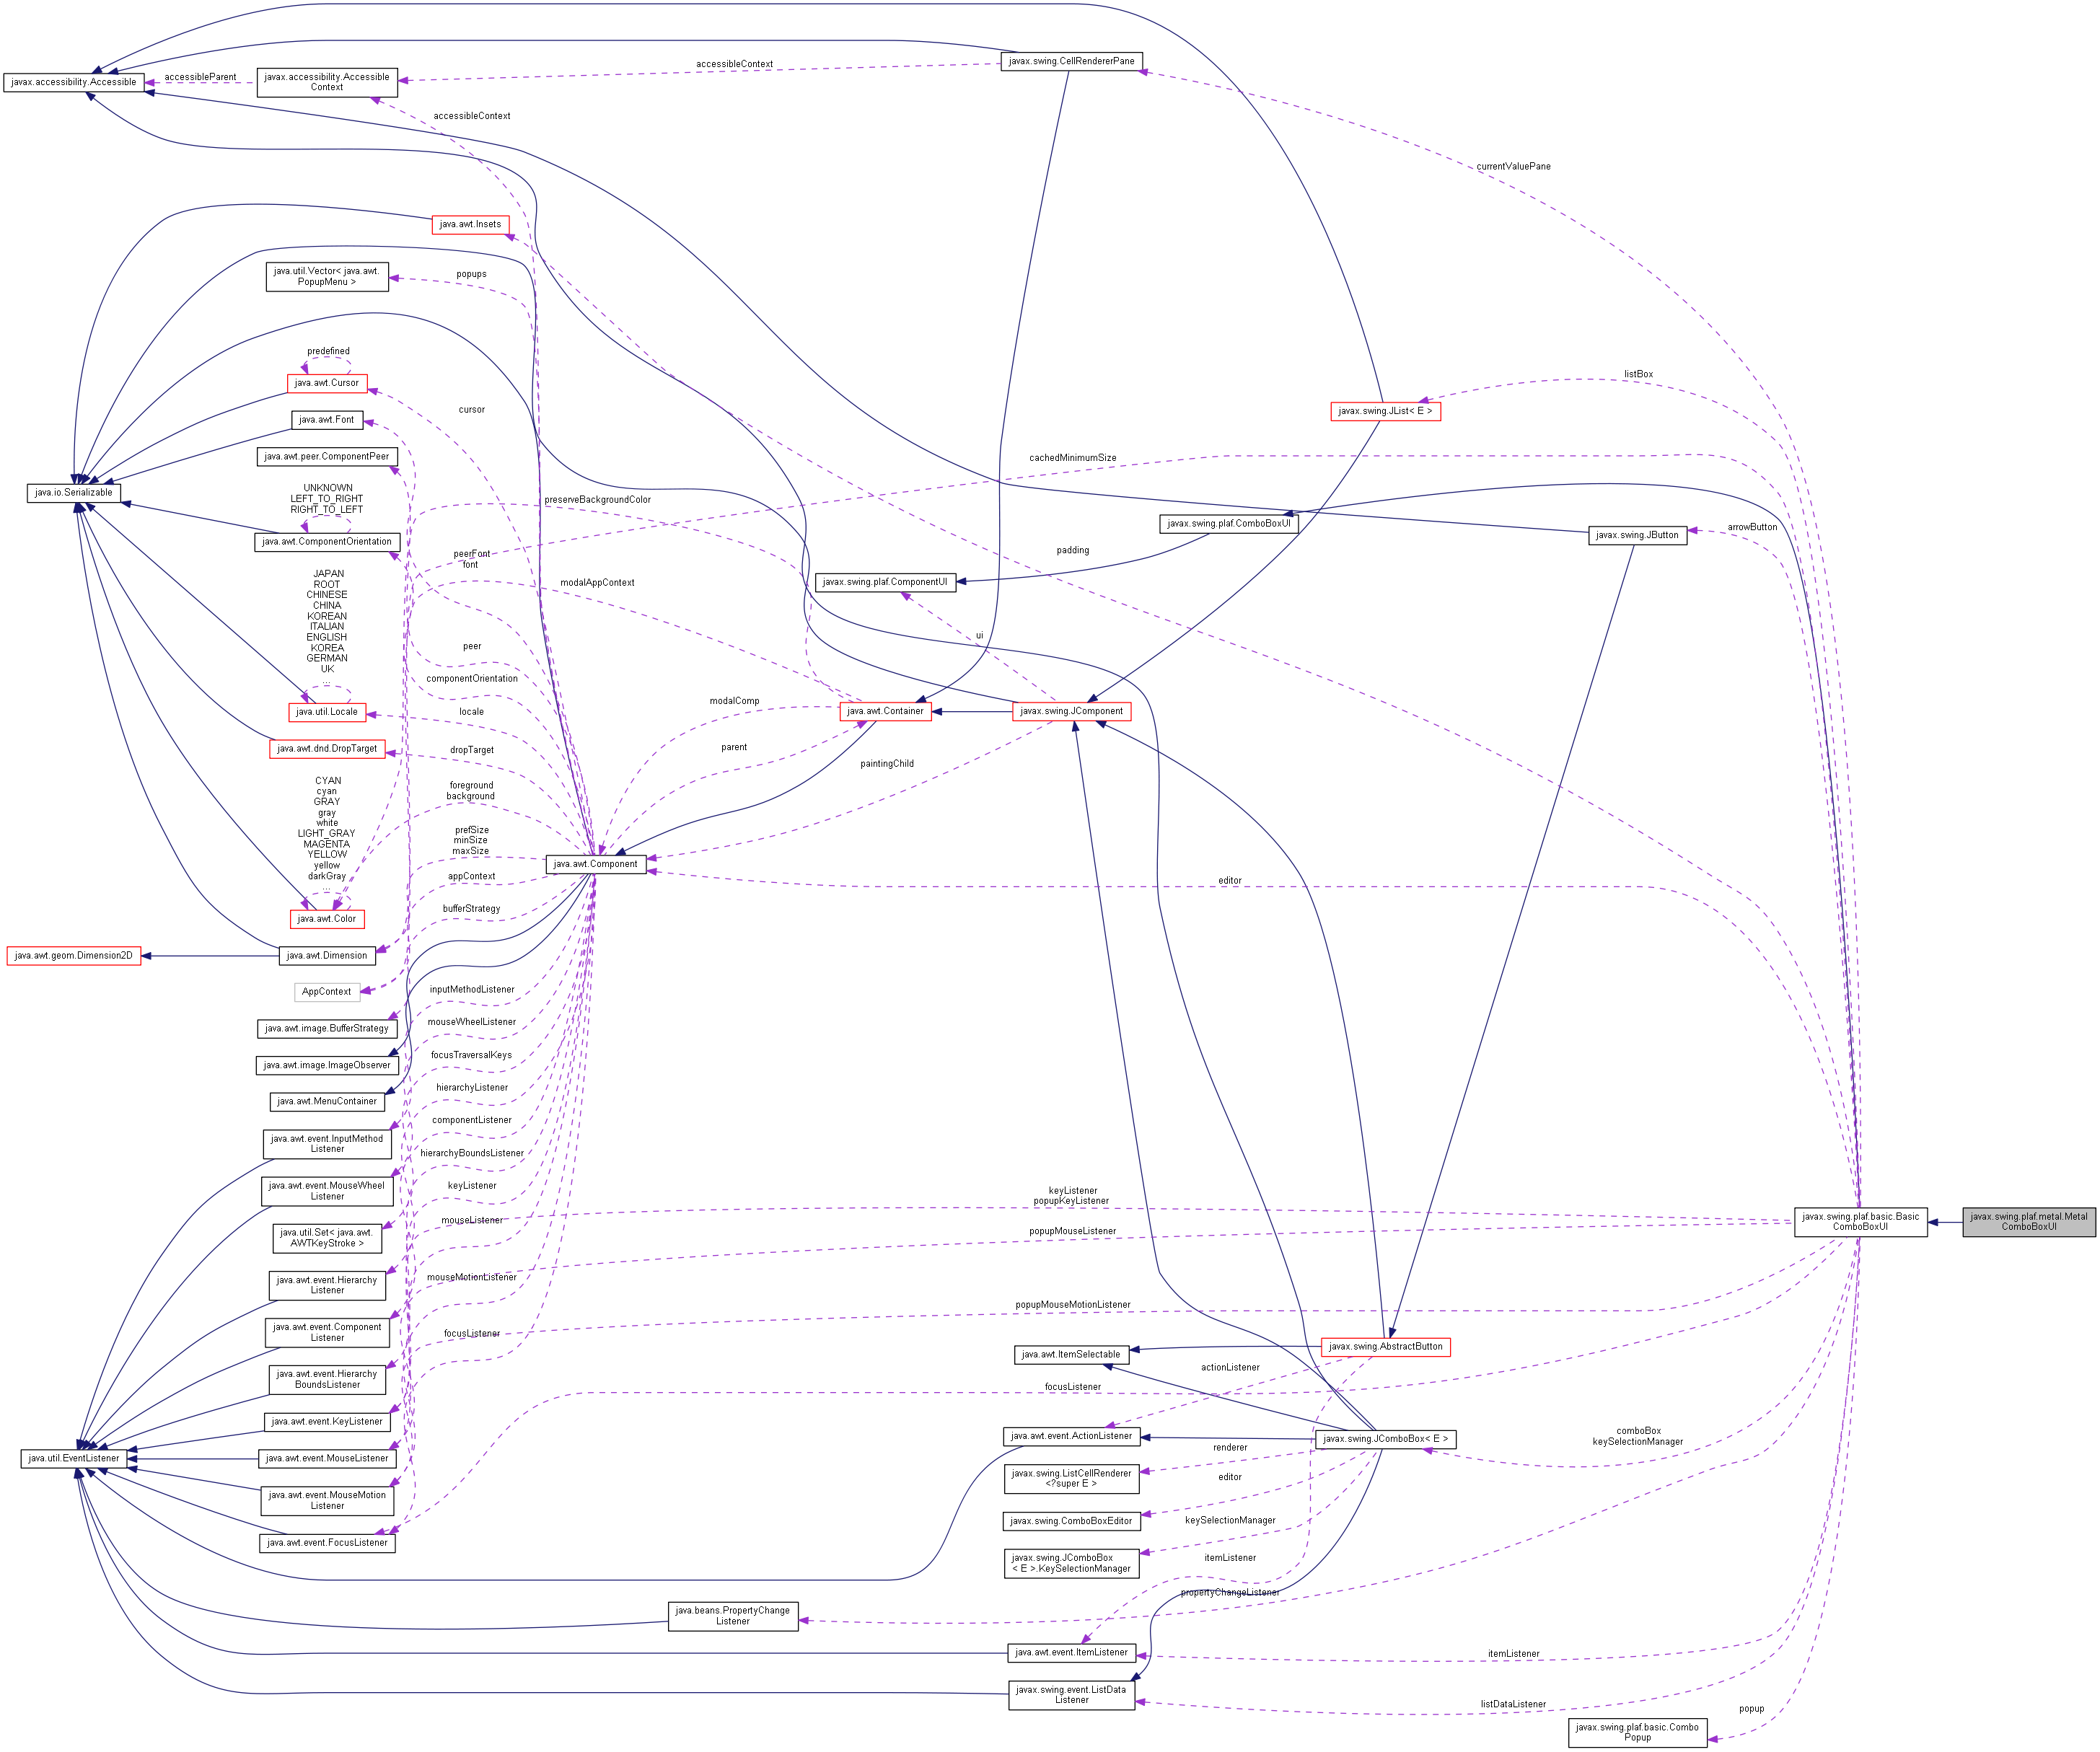 javax.accessibility.Accessible
accessibleParent
javax.accessibility.Accessible
Context
accessibleContext
javax.swing.CellRendererPane
accessibleContext
currentValuePane
java.awt.Insets
java.util.Vector< java.awt.
PopupMenu >
popups
predefined
java.awt.Cursor
cursor
listBox
javax.swing.JList< E >
java.awt.Font
java.awt.peer.ComponentPeer
cachedMinimumSize
java.io.Serializable
UNKNOWN
LEFT_TO_RIGHT
RIGHT_TO_LEFT
preserveBackgroundColor
javax.swing.plaf.ComboBoxUI
arrowButton
javax.swing.JButton
java.awt.ComponentOrientation
peerFont
font
padding
modalAppContext
javax.swing.plaf.ComponentUI
JAPAN
ROOT
CHINESE
CHINA
KOREAN
ITALIAN
ENGLISH
KOREA
GERMAN
UK
...
ui
peer
componentOrientation
modalComp
java.util.Locale
locale
java.awt.Container
javax.swing.JComponent
java.awt.dnd.DropTarget
dropTarget
parent
paintingChild
CYAN
cyan
GRAY
gray
white
LIGHT_GRAY
MAGENTA
YELLOW
yellow
darkGray
...
foreground
background
prefSize
minSize
maxSize
java.awt.Component
appContext
editor
java.awt.Color
bufferStrategy
java.awt.geom.Dimension2D
java.awt.Dimension
AppContext
inputMethodListener
java.awt.image.BufferStrategy
mouseWheelListener
java.awt.image.ImageObserver
focusTraversalKeys
java.awt.MenuContainer
hierarchyListener
java.awt.event.InputMethod
Listener
componentListener
hierarchyBoundsListener
java.awt.event.MouseWheel
Listener
keyListener
keyListener
popupKeyListener
javax.swing.plaf.basic.Basic
ComboBoxUI
javax.swing.plaf.metal.Metal
ComboBoxUI
java.util.Set< java.awt.
AWTKeyStroke >
mouseListener
popupMouseListener
java.awt.event.Hierarchy
Listener
mouseMotionListener
popupMouseMotionListener
java.awt.event.Component
Listener
focusListener
java.awt.ItemSelectable
javax.swing.AbstractButton
actionListener
java.awt.event.Hierarchy
BoundsListener
focusListener
java.awt.event.KeyListener
java.awt.event.ActionListener
javax.swing.JComboBox< E >
comboBox
keySelectionManager
java.util.EventListener
java.awt.event.MouseListener
renderer
javax.swing.ListCellRenderer
<?super E >
editor
java.awt.event.MouseMotion
Listener
javax.swing.ComboBoxEditor
keySelectionManager
java.awt.event.FocusListener
javax.swing.JComboBox
< E >.KeySelectionManager
itemListener
propertyChangeListener
java.beans.PropertyChange
Listener
java.awt.event.ItemListener
itemListener
javax.swing.event.ListData
Listener
listDataListener
popup
javax.swing.plaf.basic.Combo
Popup